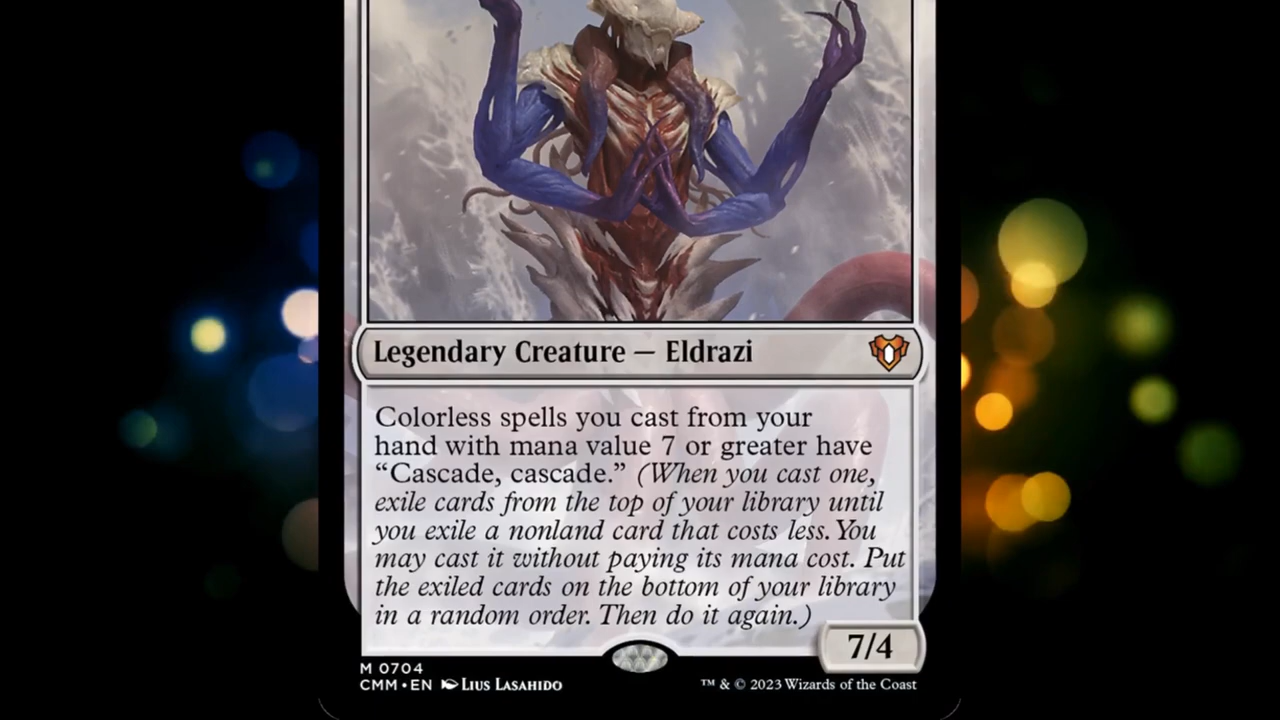 Legendary Creature — Eldrazi
Colorless spells you cast from your
hand with mana value 7 or greater have
“Cascade, cascade.” (When you cast one,
exile cards from the top of your library until
you exile a nonland card that costs less. You
may cast it without paying its mana cost. Put
the exiled cards on the bottom of your library
in a random order. Then do it again.)
7/4
M 0704
CMM • EN Lius Lasahido
™ & © 2023 Wizards of the Coast